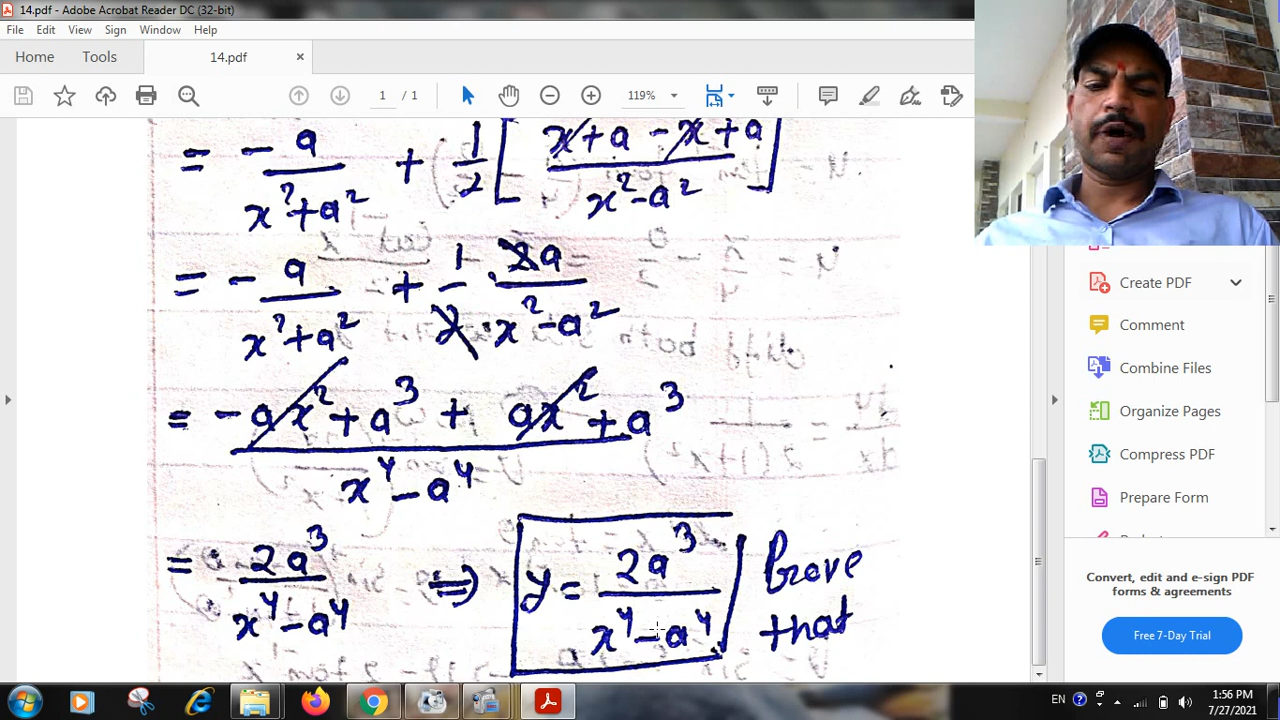 14.pdf - Adobe Acrobat Reader DC (32-bit)
File Edit View Sign Window Help
Home Tools 14.pdf ×
1 / 1 119%
= -a/(x²+a²) + 1/2 [ (x+a-x+a)/(x²-a²) ]
= -a/(x²+a²) + 1/2 . 2a/(x²-a²)
= (-ax²+a³ + ax²+a³)/(x⁴-a⁴)
= 2a³/(x⁴-a⁴) ⇒ y = 2a³/(x⁴-a⁴) Prove that
Create PDF
Comment
Combine Files
Organize Pages
Compress PDF
Prepare Form
Convert, edit and e-sign PDF
forms & agreements
Free 7-Day Trial
EN 1:56 PM
7/27/2021